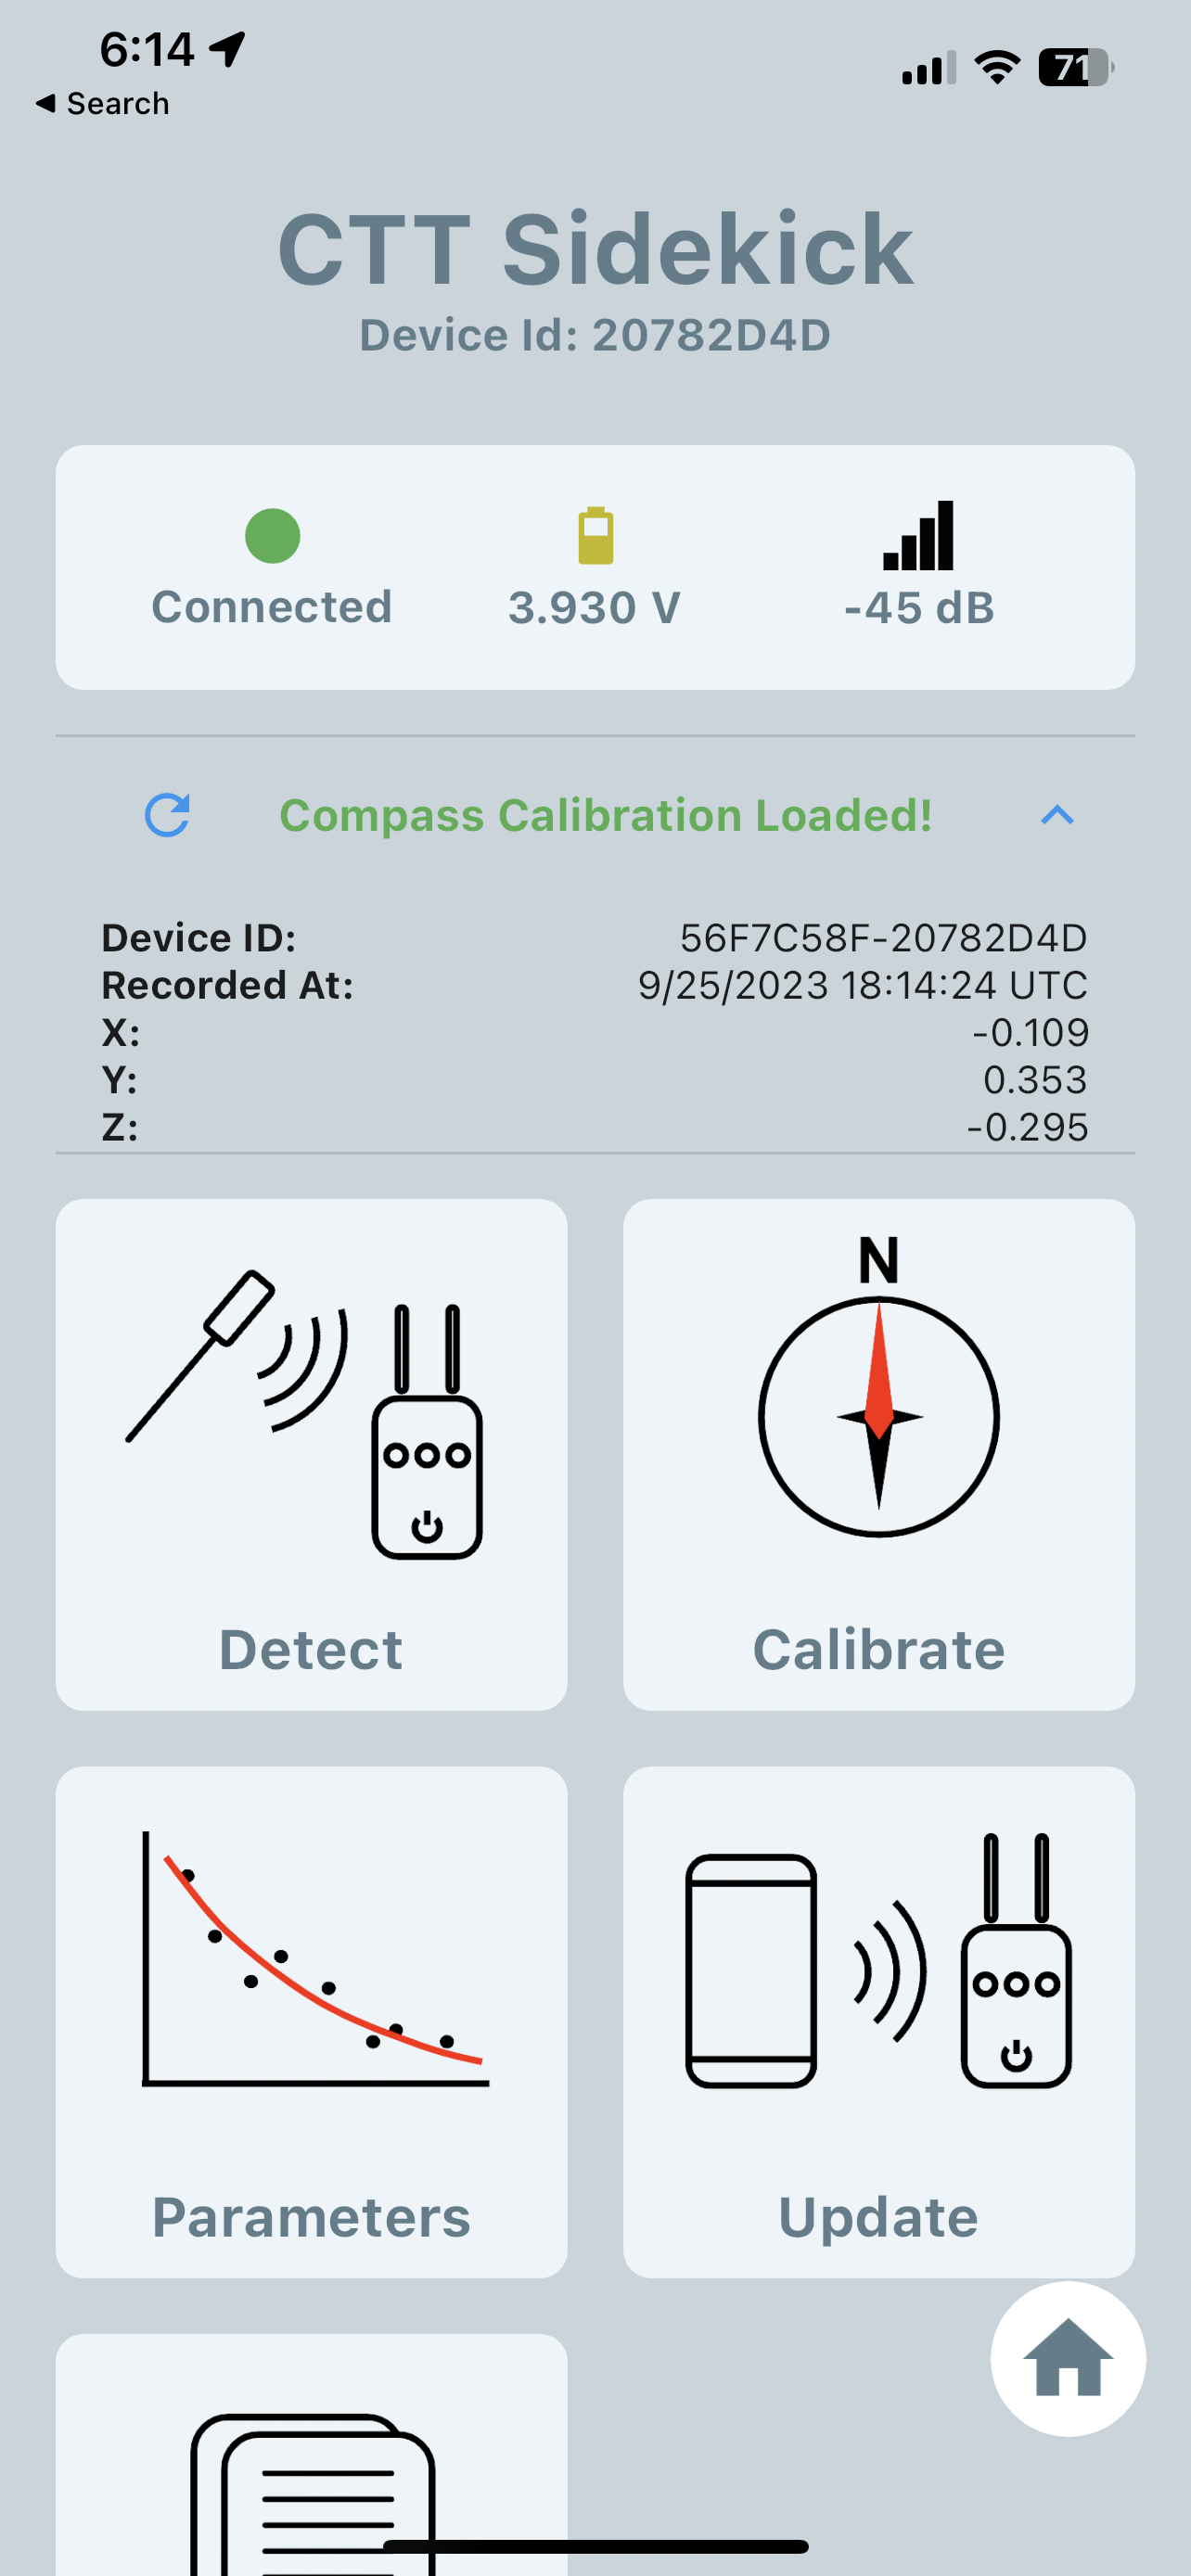 6:14
Search
71
CTT Sidekick
Device Id: 20782D4D
Connected
3.930 V
-45 dB
Compass Calibration Loaded!
Device ID: 56F7C58F-20782D4D
Recorded At: 9/25/2023 18:14:24 UTC
X: -0.109
Y: 0.353
Z: -0.295
N
Detect
Calibrate
Parameters
Update